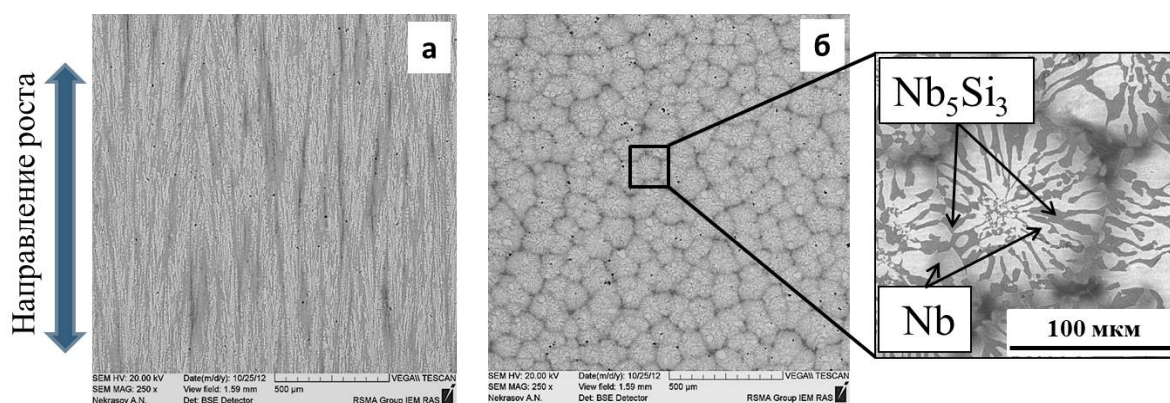 Направление роста
а
SEM HV: 20.00 kV Date(m/d/y): 10/25/12 VEGA\\ TESCAN
SEM MAG: 250 x View field: 1.59 mm 500 µm
Nekrasov A.N. Det: BSE Detector RSMA Group IEM RAS
б
SEM HV: 20.00 kV Date(m/d/y): 10/25/12 VEGA\\ TESCAN
SEM MAG: 250 x View field: 1.59 mm 500 µm
Nekrasov A.N. Det: BSE Detector RSMA Group IEM RAS
Nb₅Si₃
Nb
100 мкм